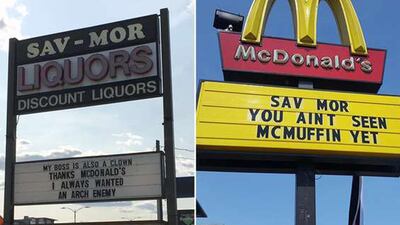 SAV-MOR
LIQUORS
DISCOUNT LIQUORS
MY BOSS IS ALSO A CLOWN
THANKS MCDONALD'S
I ALWAYS WANTED
AN ARCH ENEMY
McDonald's
SAV MOR
YOU AINT SEEN
MCMUFFIN YET